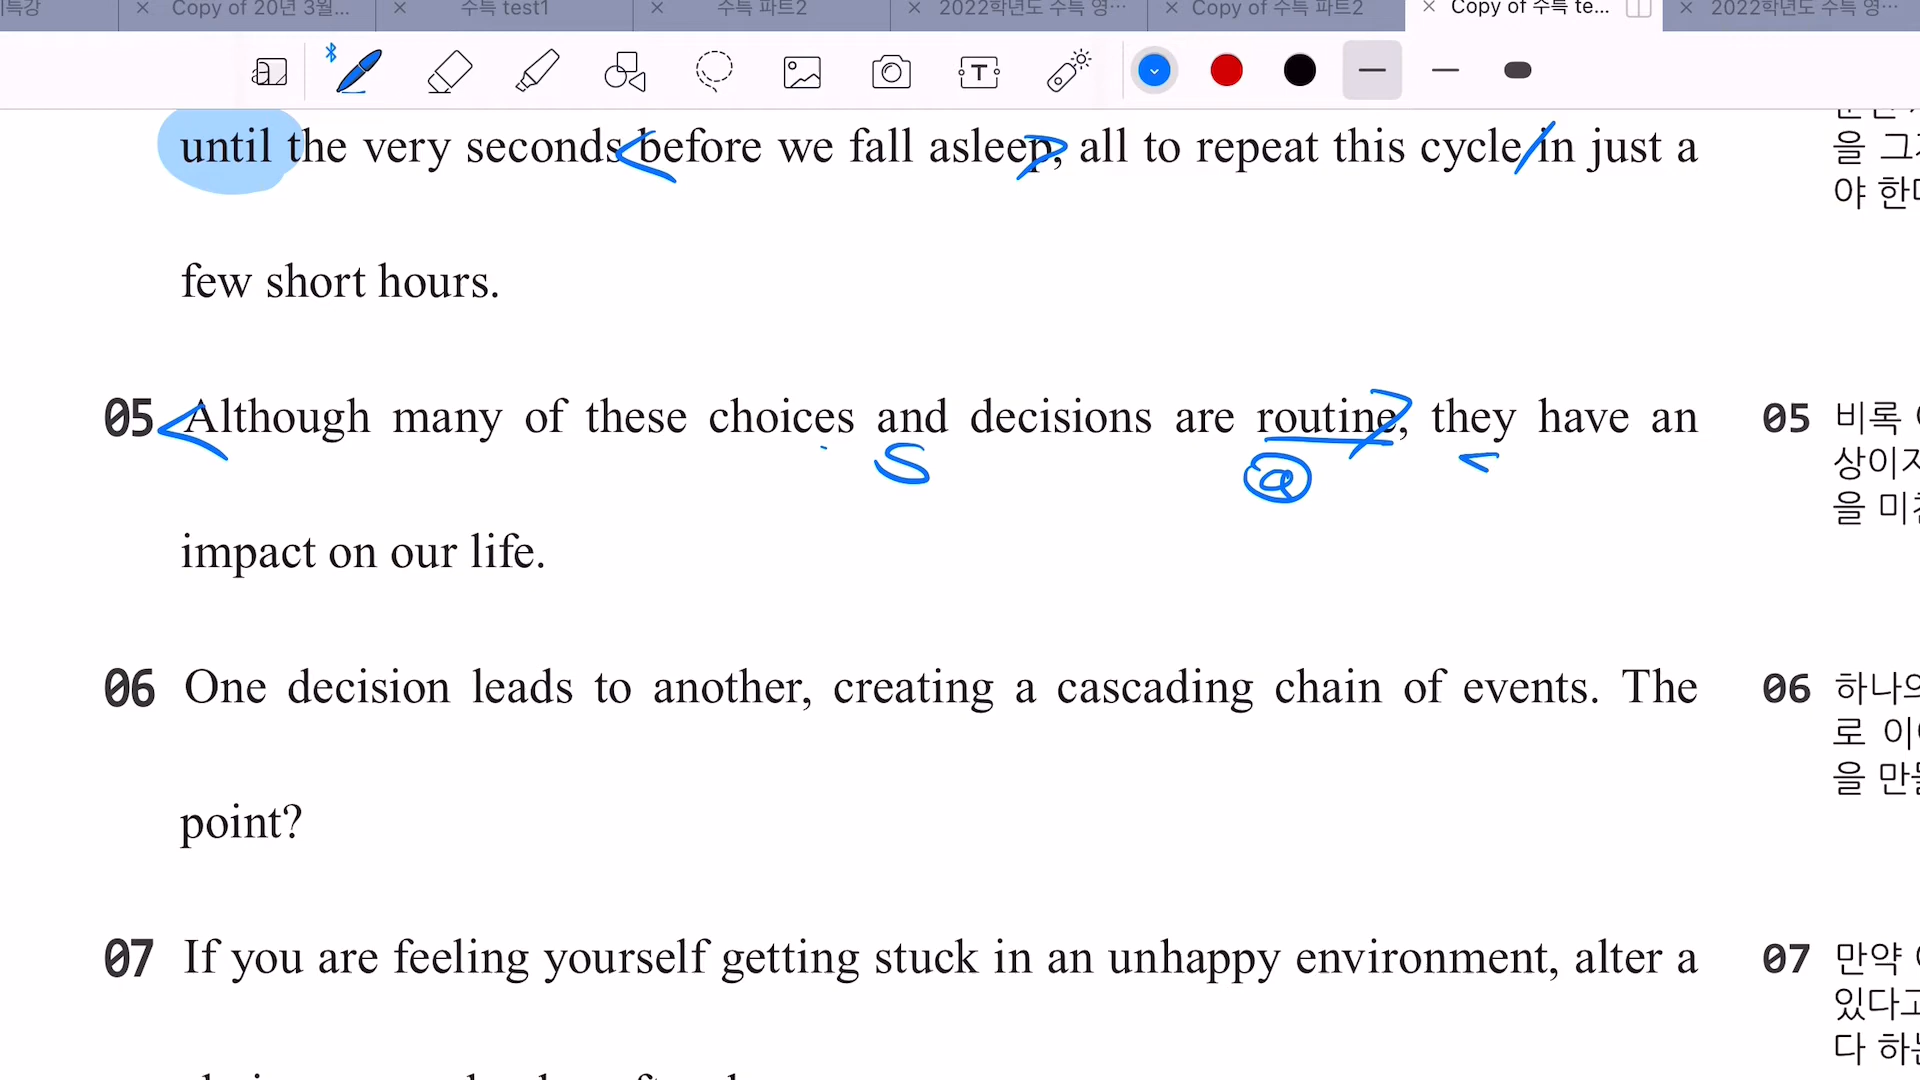 특강 × Copy of 20년 3월... × 수특 test1 × 수특 파트2 × 2022학년도 수특 영... × Copy of 수특 파트2 × Copy of 수특 te... × 2022학년도 수특 영...
until the very seconds before we fall asleep, all to repeat this cycle in just a
few short hours.
05 Although many of these choices and decisions are routine, they have an
S ⓐ
impact on our life.
06 One decision leads to another, creating a cascading chain of events. The
point?
07 If you are feeling yourself getting stuck in an unhappy environment, alter a
을
야
05 비록
상이지
을 미친
06 하나의
로
을
07 만약
있다고
다